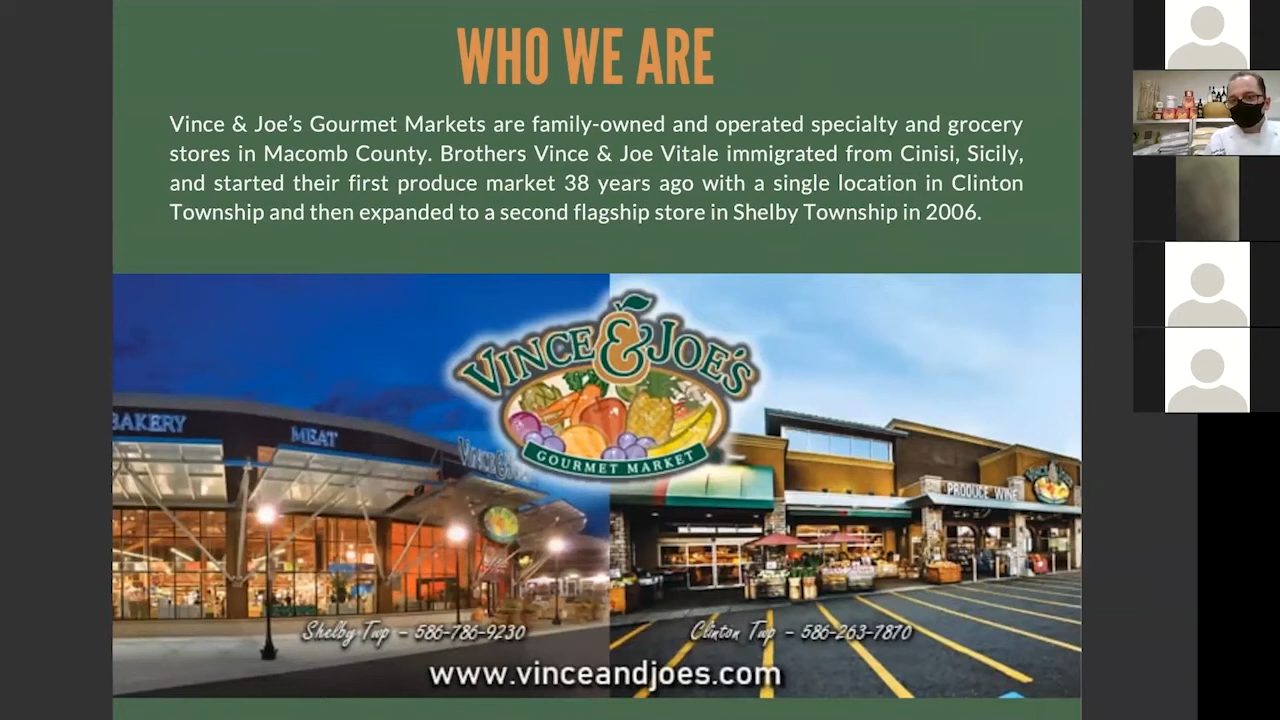 WHO WE ARE
Vince & Joe's Gourmet Markets are family-owned and operated specialty and grocery
stores in Macomb County. Brothers Vince & Joe Vitale immigrated from Cinisi, Sicily,
and started their first produce market 38 years ago with a single location in Clinton
Township and then expanded to a second flagship store in Shelby Township in 2006.
VINCE & JOE'S
GOURMET MARKET
BAKERY
MEAT
PRODUCE WINE
Shelby Twp - 586-786-9230
Clinton Twp - 586-263-7870
www.vinceandjoes.com